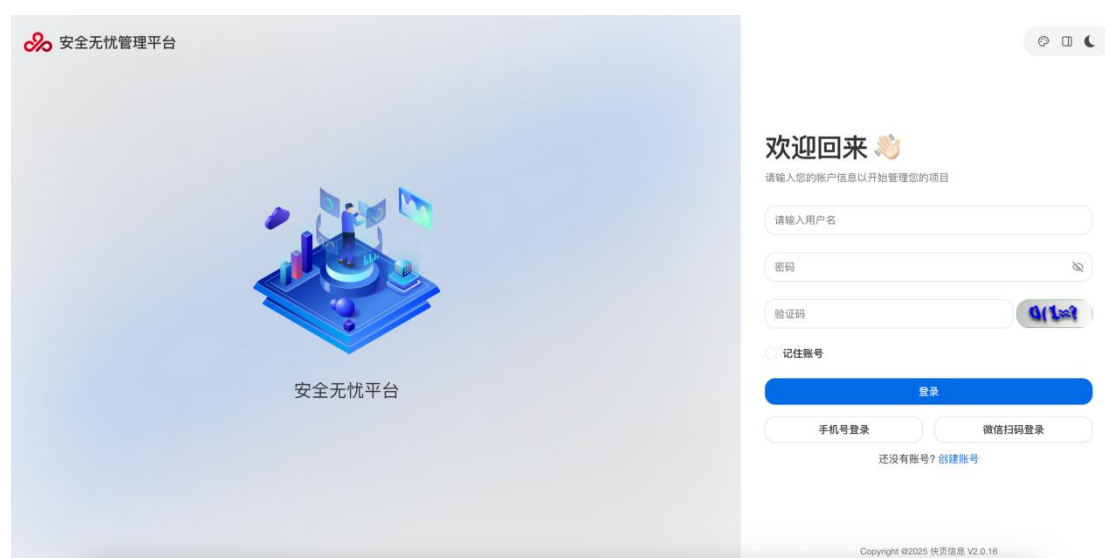 安全无忧管理平台
安全无忧平台
欢迎回来
请输入您的帐户信息以开始管理您的项目
请输入用户名
密码
验证码
记住账号
登录
手机号登录
微信扫码登录
还没有账号? 创建账号
Copyright @2025 快页信息 V2.0.16